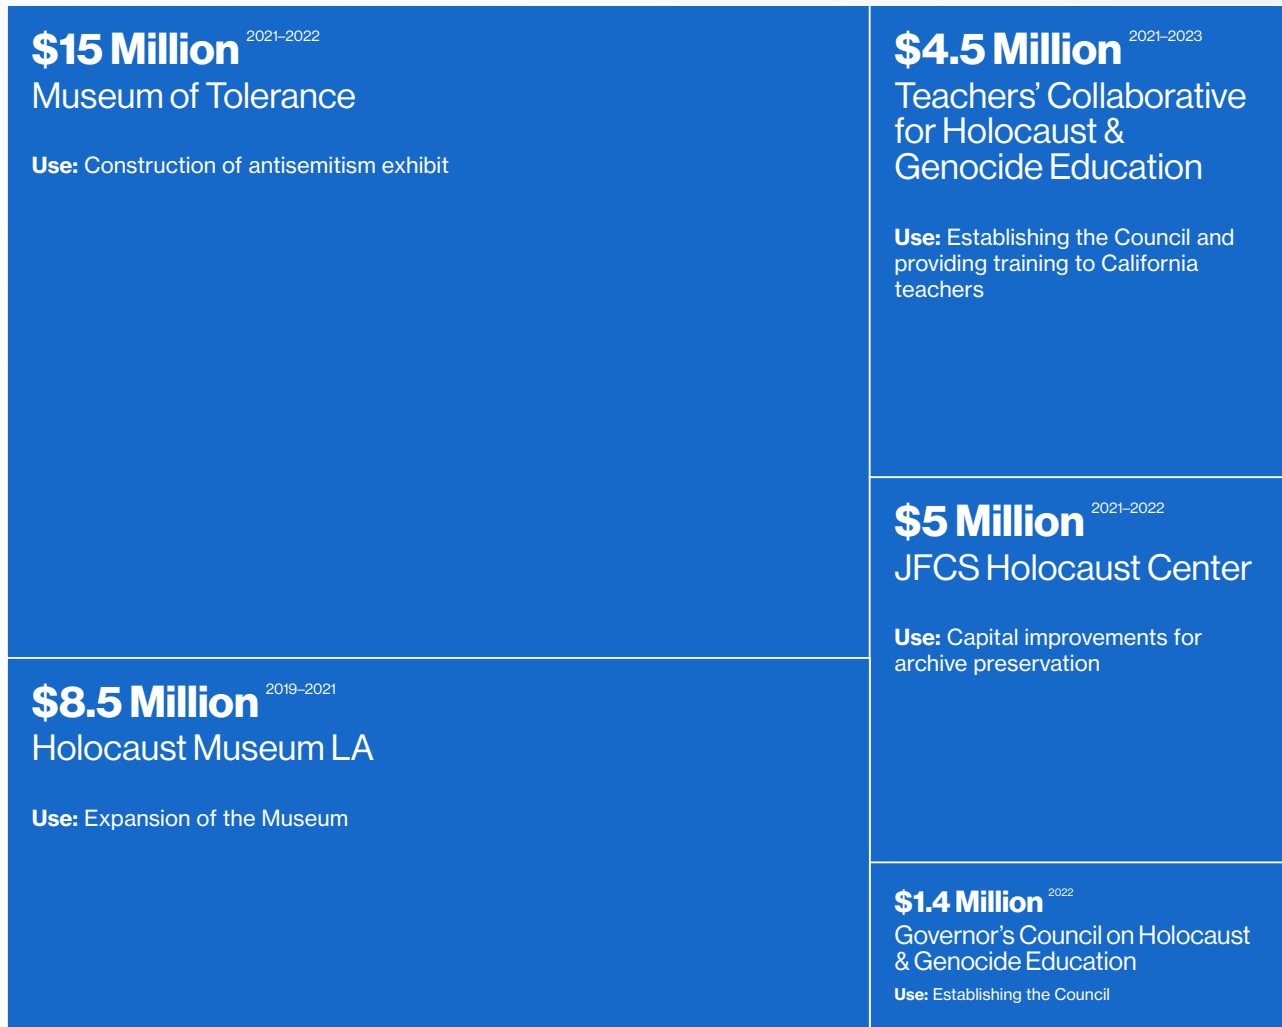 $15 Million 2021–2022
Museum of Tolerance
Use: Construction of antisemitism exhibit
$8.5 Million 2019–2021
Holocaust Museum LA
Use: Expansion of the Museum
$4.5 Million 2021–2023
Teachers’ Collaborative
for Holocaust &
Genocide Education
Use: Establishing the Council and
providing training to California
teachers
$5 Million 2021–2022
JFCS Holocaust Center
Use: Capital improvements for
archive preservation
$1.4 Million 2022
Governor’s Council on Holocaust
& Genocide Education
Use: Establishing the Council